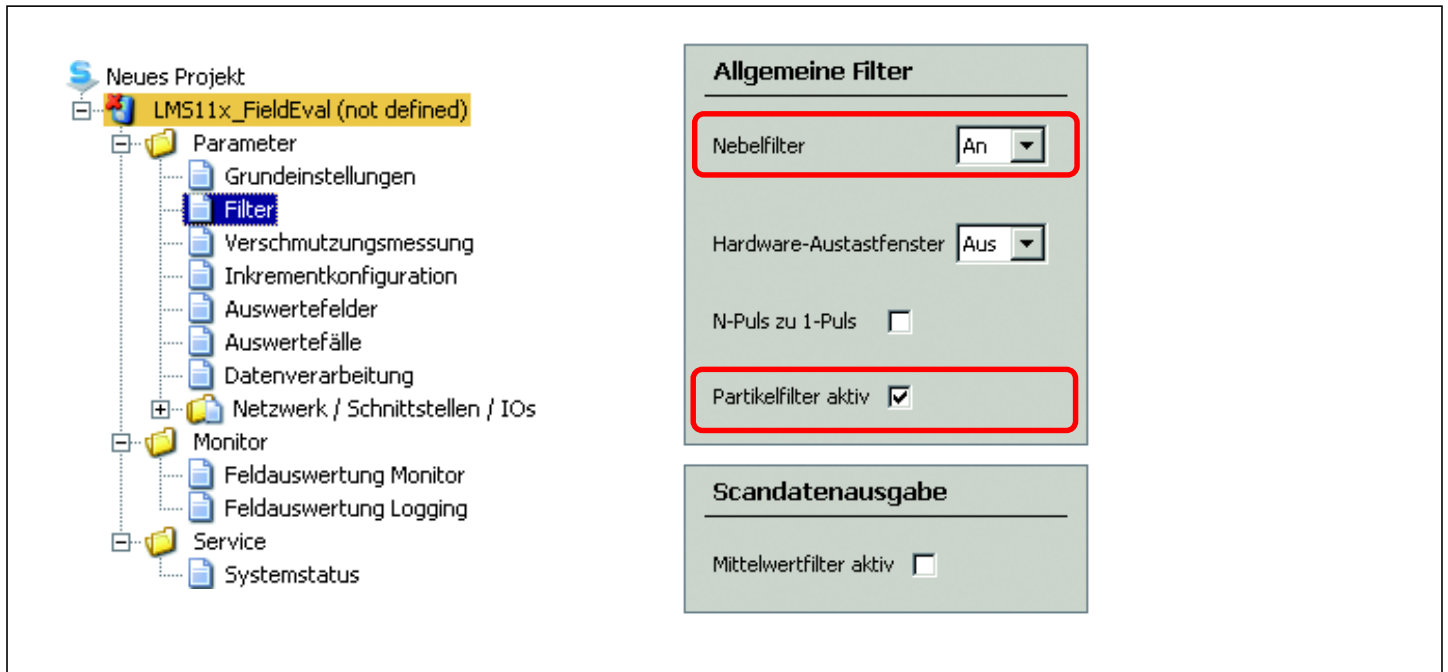 Neues Projekt
LMS11x_FieldEval (not defined)
Parameter
Grundeinstellungen
Filter
Verschmutzungsmessung
Inkrementkonfiguration
Auswertefelder
Auswertefälle
Datenverarbeitung
Netzwerk / Schnittstellen / IOs
Monitor
Feldauswertung Monitor
Feldauswertung Logging
Service
Systemstatus
Allgemeine Filter
Nebelfilter An
Hardware-Austastfenster Aus
N-Puls zu 1-Puls
Partikelfilter aktiv
Scandatenausgabe
Mittelwertfilter aktiv